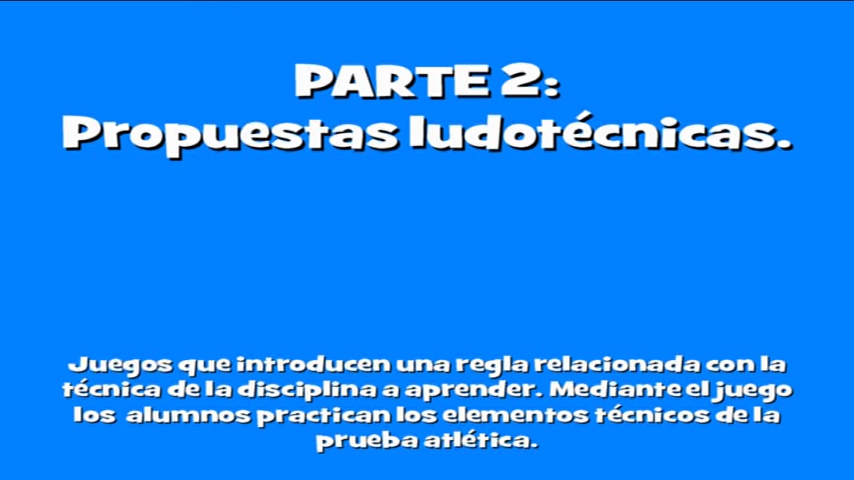 PARTE 2:
Propuestas ludotécnicas.
Juegos que introducen una regla relacionada con la
técnica de la disciplina a aprender. Mediante el juego
los alumnos practican los elementos técnicos de la
prueba atlética.